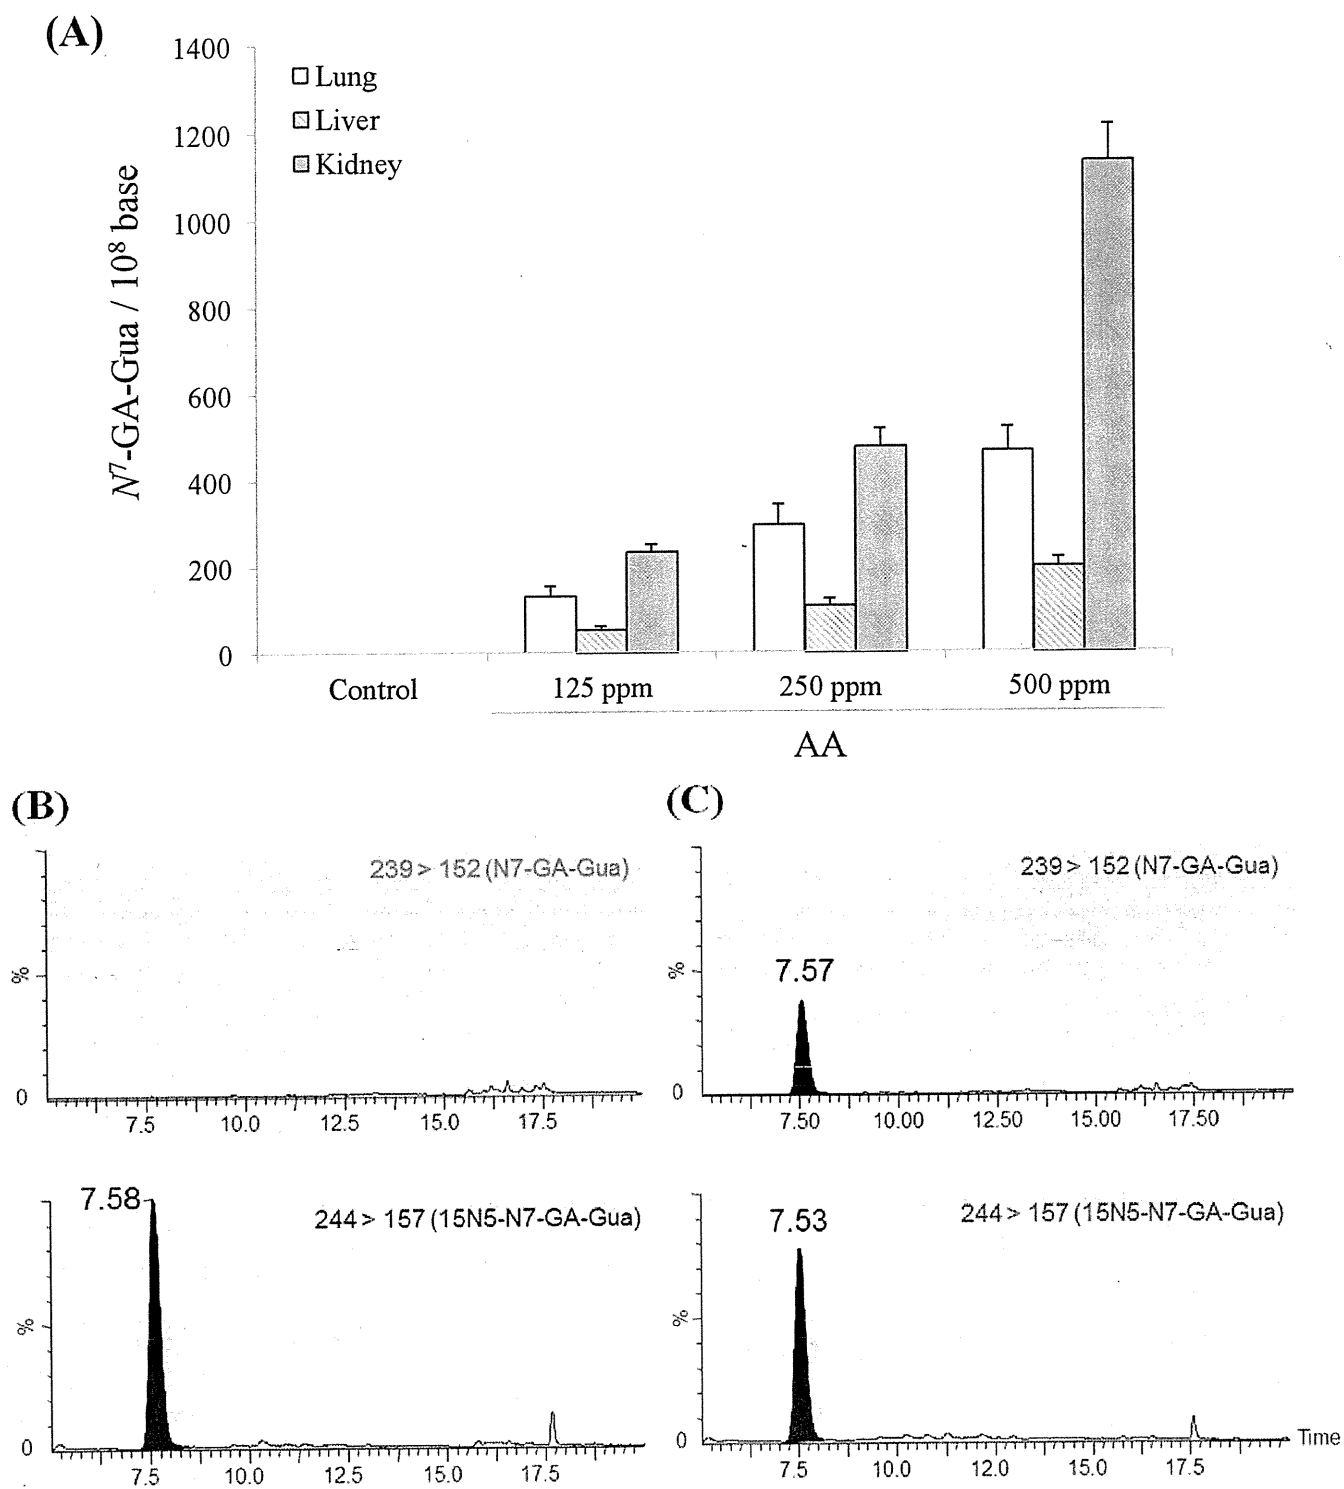 (A)
1400
1200
1000
800
600
400
200
0
N⁷-GA-Gua / 10⁸ base
Lung
Liver
Kidney
Control 125 ppm 250 ppm 500 ppm
AA
(B)
239 > 152 (N7-GA-Gua)
%
0
7.5 10.0 12.5 15.0 17.5
7.58
244 > 157 (15N5-N7-GA-Gua)
%
0
7.5 10.0 12.5 15.0 17.5
(C)
239 > 152 (N7-GA-Gua)
7.57
%
0
7.50 10.00 12.50 15.00 17.50
7.53
244 > 157 (15N5-N7-GA-Gua)
%
0
Time
7.5 10.0 12.0 15.0 17.5